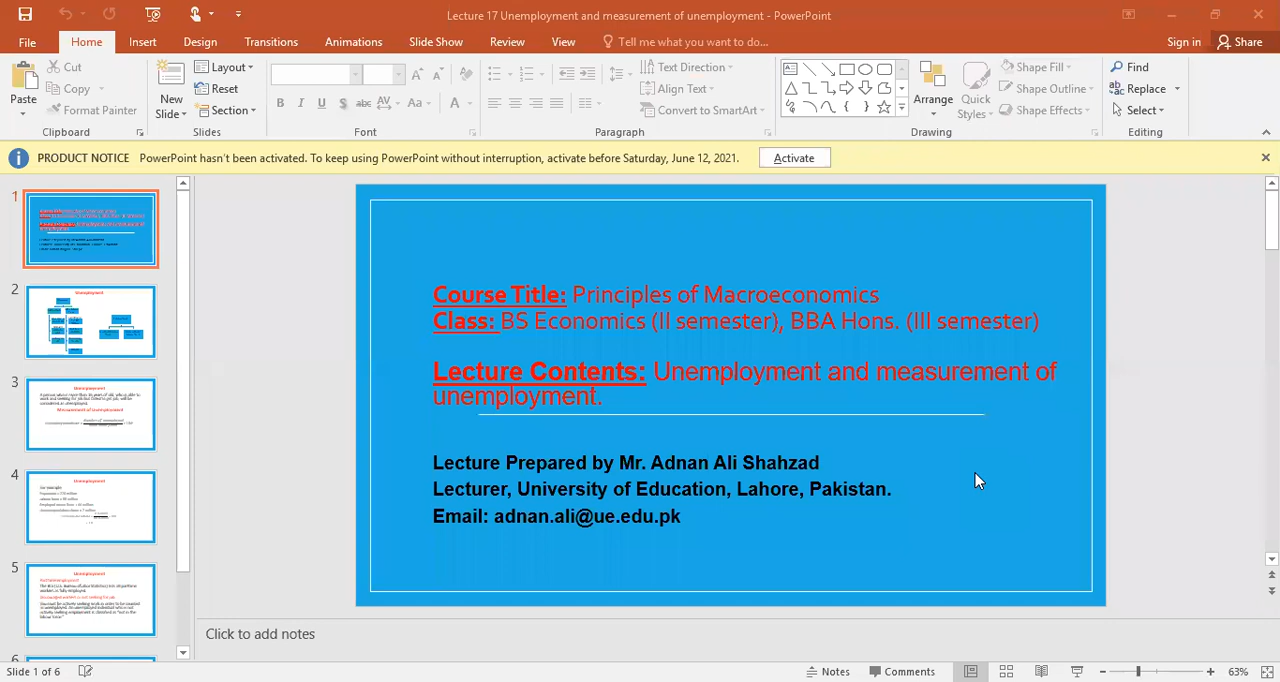 Lecture 17 Unemployment and measurement of unemployment - PowerPoint
File Home Insert Design Transitions Animations Slide Show Review View Tell me what you want to do... Sign in Share
Paste Cut Copy Format Painter
Clipboard
New Slide Layout Reset Section
Slides
Font
Text Direction Align Text Convert to SmartArt
Paragraph
Arrange Quick Styles Shape Fill Shape Outline Shape Effects
Drawing
Find Replace Select
Editing
PRODUCT NOTICE PowerPoint hasn't been activated. To keep using PowerPoint without interruption, activate before Saturday, June 12, 2021. Activate
1
2
3
4
5
6
Course Title: Principles of Macroeconomics
Class: BS Economics (II semester), BBA Hons. (III semester)
Lecture Contents: Unemployment and measurement of
unemployment.
Lecture Prepared by Mr. Adnan Ali Shahzad
Lecturer, University of Education, Lahore, Pakistan.
Email: adnan.ali@ue.edu.pk
Click to add notes
Slide 1 of 6 Notes Comments 63%